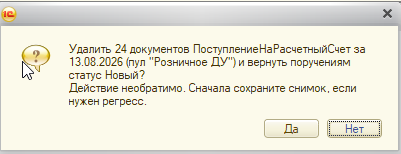 1С
Удалить 24 документов ПоступлениеНаРасчетныйСчет за
13.08.2026 (пул "Розничное ДУ") и вернуть поручениям
статус Новый?
Действие необратимо. Сначала сохраните снимок, если
нужен регресс.
Да Нет